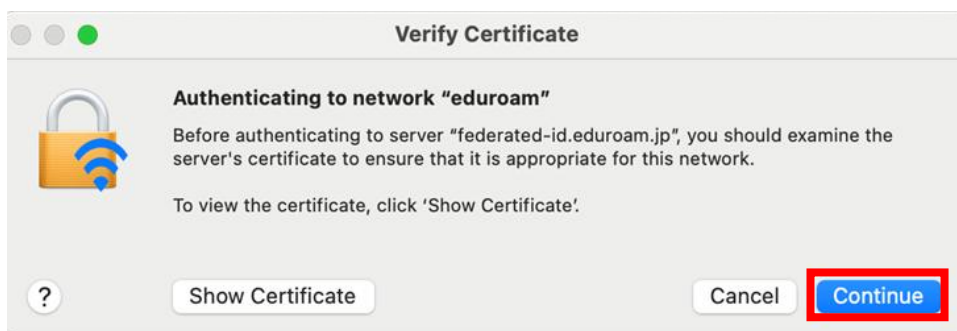 Verify Certificate
Authenticating to network “eduroam”
Before authenticating to server "federated-id.eduroam.jp", you should examine the
server's certificate to ensure that it is appropriate for this network.
To view the certificate, click ‘Show Certificate’.
? Show Certificate Cancel Continue